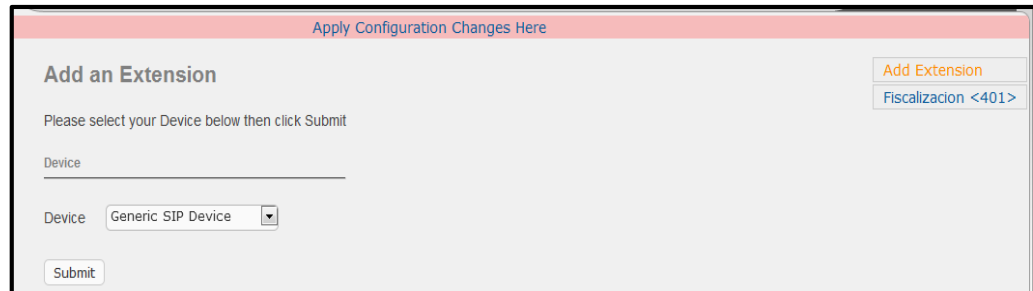 Apply Configuration Changes Here
Add an Extension
Add Extension
Fiscalizacion <401>
Please select your Device below then click Submit
Device
Device Generic SIP Device
Submit